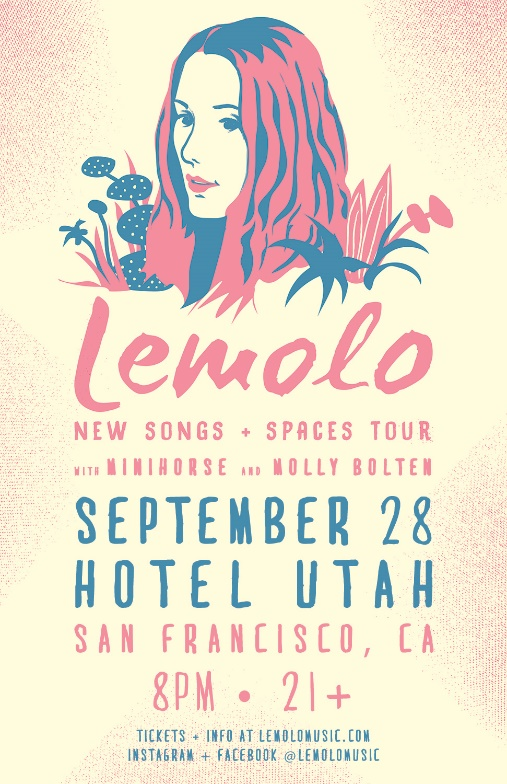 Lemolo
NEW SONGS + SPACES TOUR
WITH MINIHORSE AND MOLLY BOLTEN
SEPTEMBER 28
HOTEL UTAH
SAN FRANCISCO, CA
8PM • 21+
TICKETS + INFO AT LEMOLOMUSIC.COM
INSTAGRAM + FACEBOOK @LEMOLOMUSIC